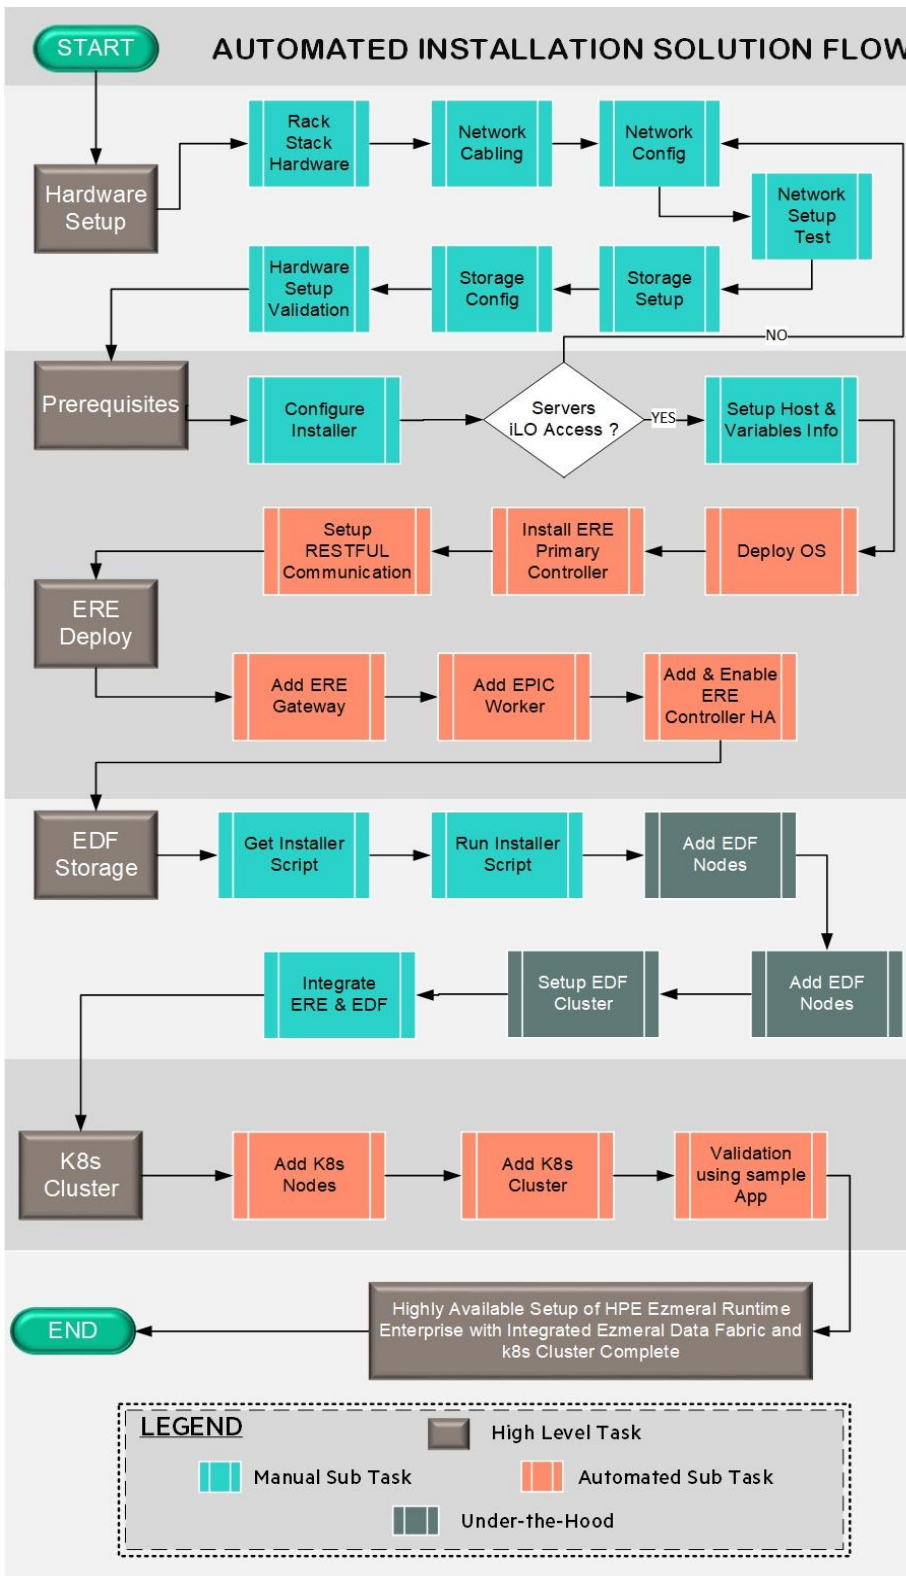 START
AUTOMATED INSTALLATION SOLUTION FLOW
Rack
Stack
Hardware
Network
Cabling
Network
Config
Hardware
Setup
Network
Setup
Test
Hardware
Setup
Validation
Storage
Config
Storage
Setup
NO
Prerequisites
Configure
Installer
Servers
iLO Access ?
YES
Setup Host &
Variables Info
Setup
RESTFUL
Communication
Install ERE
Primary
Controller
Deploy OS
ERE
Deploy
Add ERE
Gateway
Add EPIC
Worker
Add & Enable
ERE
Controller HA
EDF
Storage
Get Installer
Script
Run Installer
Script
Add EDF
Nodes
Integrate
ERE & EDF
Setup EDF
Cluster
Add EDF
Nodes
K8s
Cluster
Add K8s
Nodes
Add K8s
Cluster
Validation
using sample
App
END
Highly Available Setup of HPE Ezmeral Runtime
Enterprise with Integrated Ezmeral Data Fabric and
k8s Cluster Complete
LEGEND
High Level Task
Manual Sub Task
Automated Sub Task
Under-the-Hood